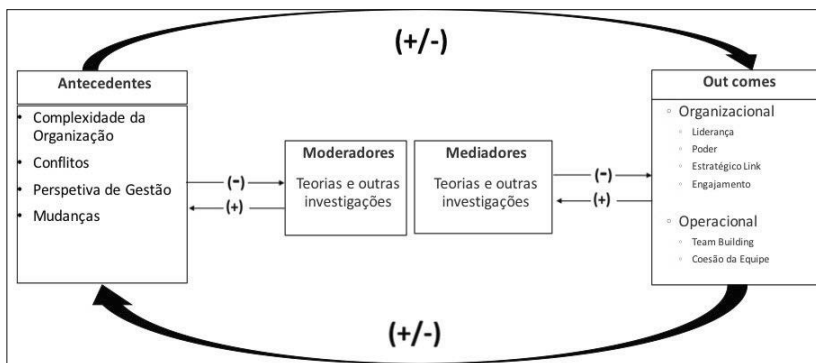 (+/-)
Antecedentes
• Complexidade da
Organização
• Conflitos
• Perspetiva de Gestão
• Mudanças
(-)
(+)
Moderadores
Teorias e outras
investigações
Mediadores
Teorias e outras
investigações
(-)
(+)
Out comes
◦ Organizacional
◦ Liderança
◦ Poder
◦ Estratégico Link
◦ Engajamento
◦ Operacional
◦ Team Building
◦ Coesão da Equipe
(+/-)